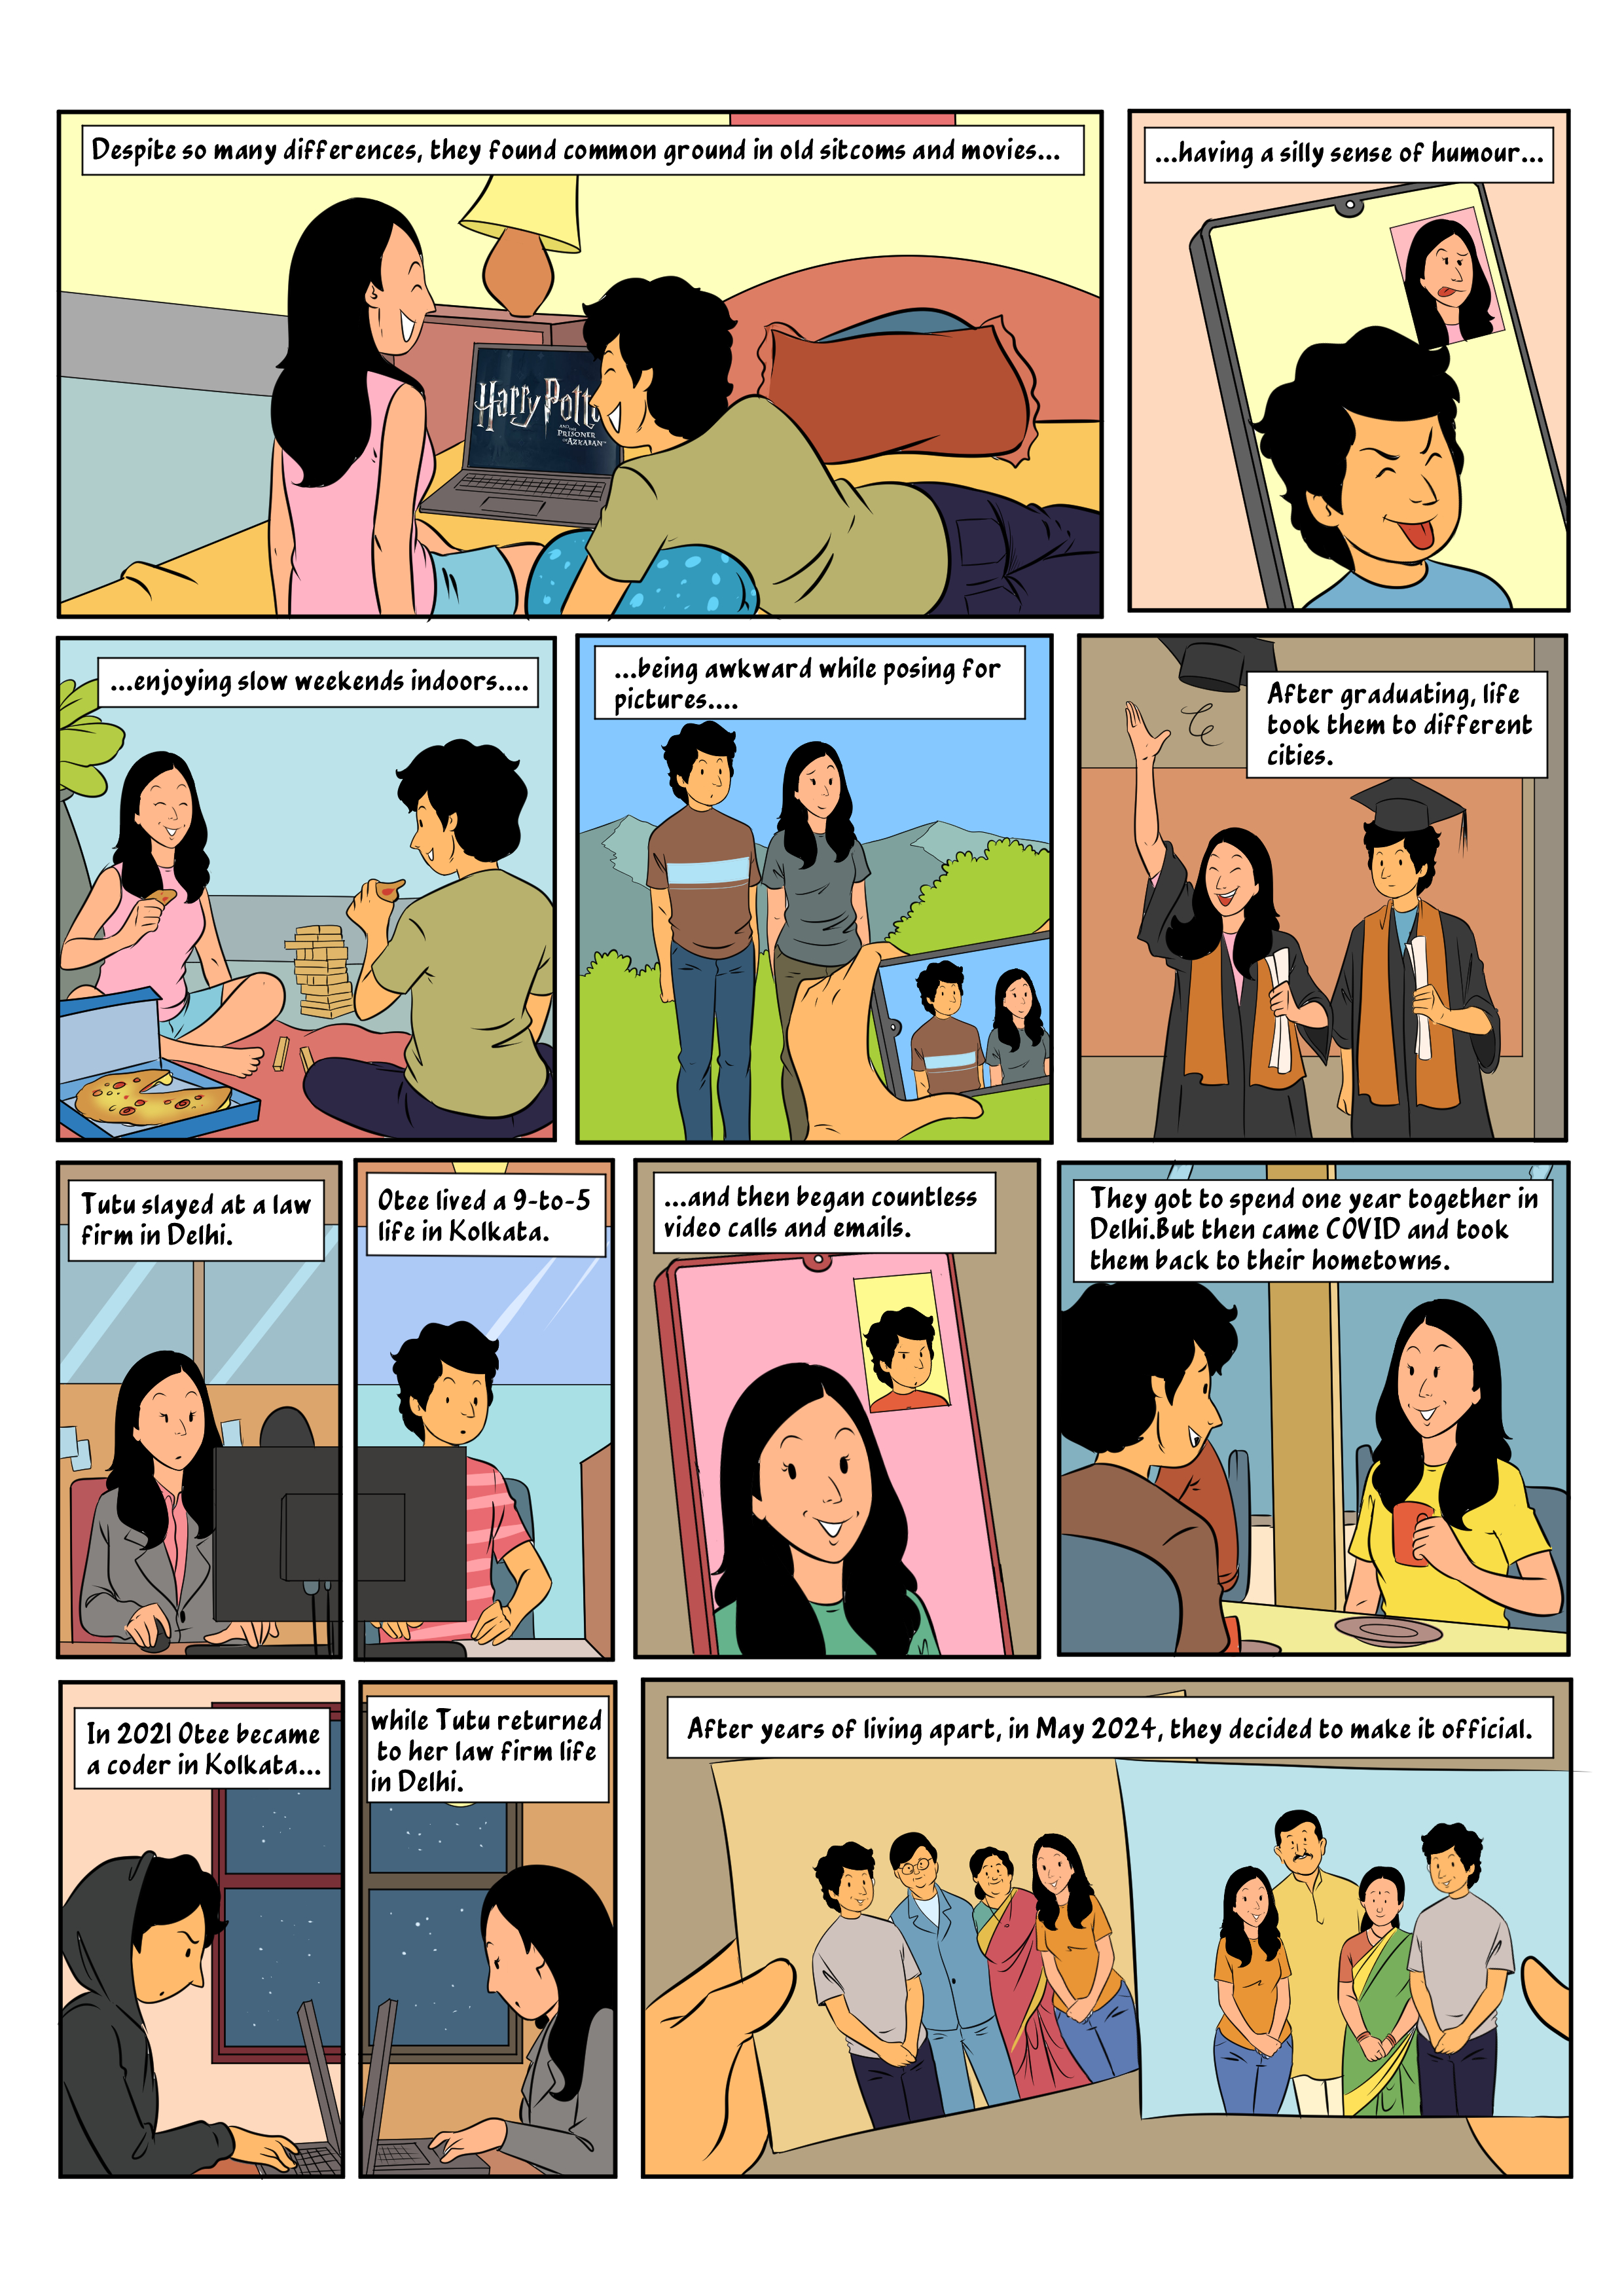 Despite so many differences, they found common ground in old sitcoms and movies...
Harry Potte
AND THE
PRISONER
OF AZKABAN™
...having a silly sense of humour...
...enjoying slow weekends indoors....
...being awkward while posing for
pictures....
After graduating, life
took them to different
cities.
Tutu slayed at a law
firm in Delhi.
Otee lived a 9-to-5
life in Kolkata.
...and then began countless
video calls and emails.
They got to spend one year together in
Delhi.But then came COVID and took
them back to their hometowns.
In 2021 Otee became
a coder in Kolkata...
while Tutu returned
to her law firm life
in Delhi.
After years of living apart, in May 2024, they decided to make it official.